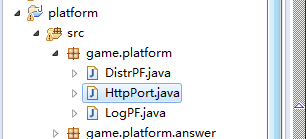 platform
src
game.platform
DistrPF.java
HttpPort.java
LogPF.java
game.platform.answer